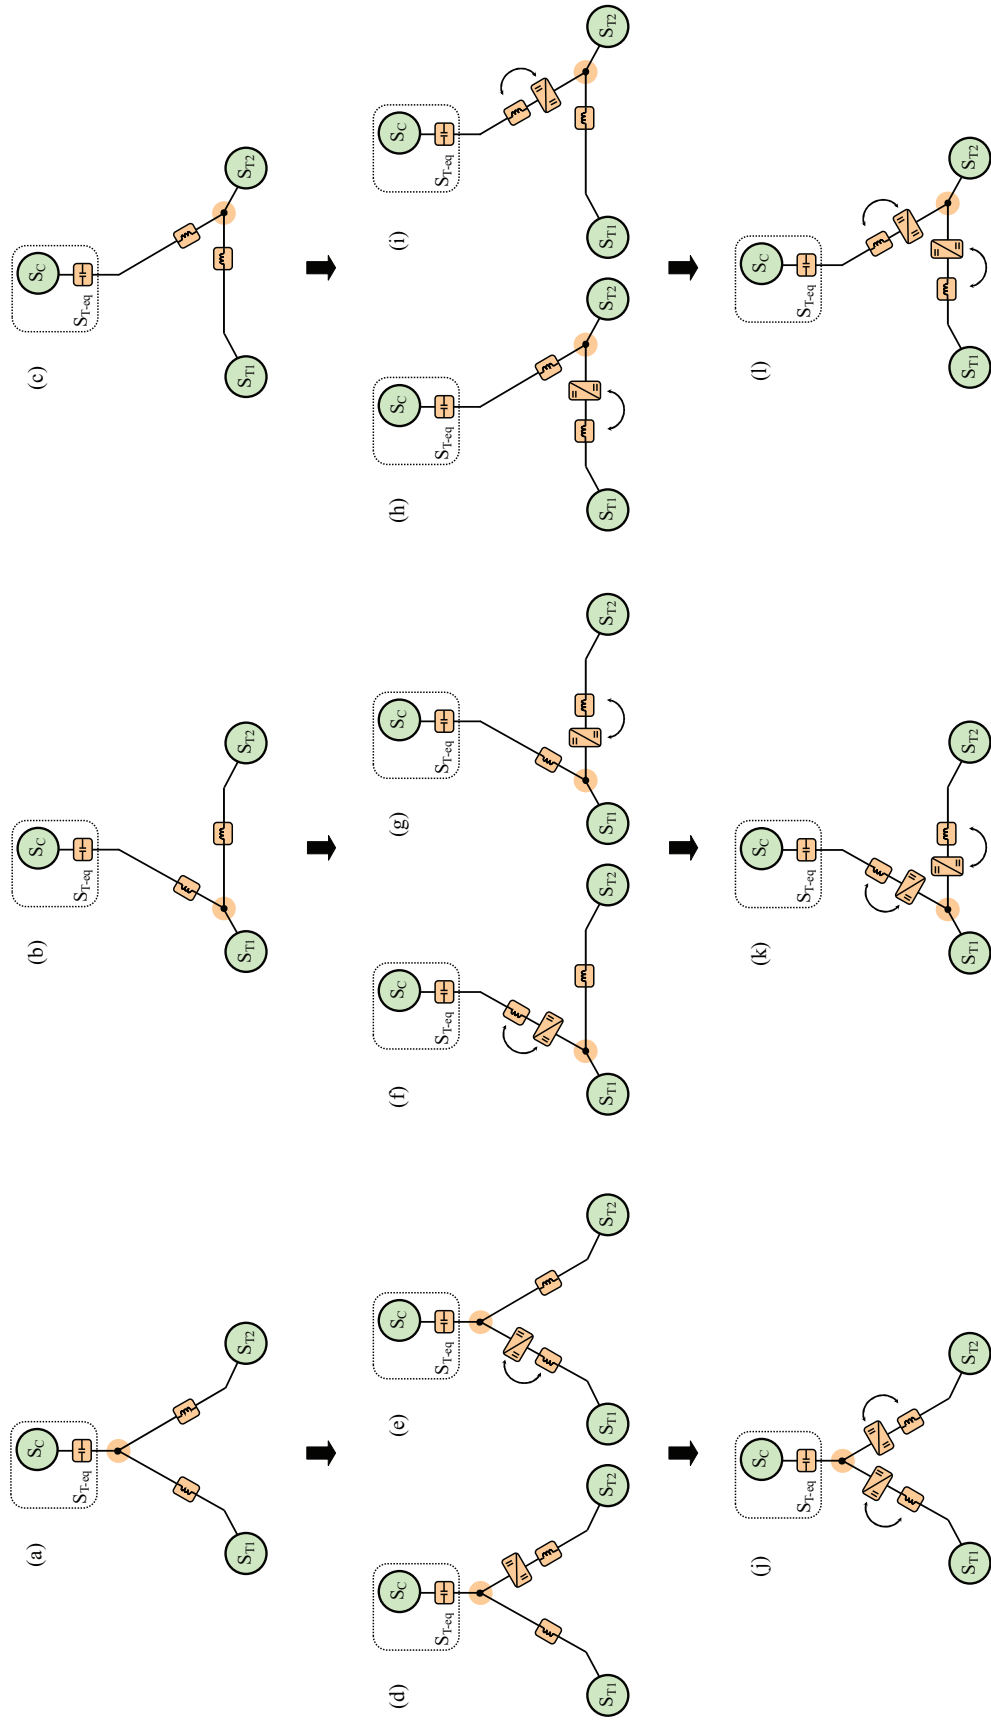 (a)
SC
ST-eq
ST1
ST2
(b)
SC
ST-eq
ST1
ST2
(c)
SC
ST-eq
ST1
ST2
(d)
SC
ST-eq
ST1
ST2
(e)
SC
ST-eq
ST1
ST2
(f)
SC
ST-eq
ST1
ST2
(g)
SC
ST-eq
ST1
ST2
(h)
SC
ST-eq
ST1
ST2
(i)
SC
ST-eq
ST1
ST2
(j)
SC
ST-eq
ST1
ST2
(k)
SC
ST-eq
ST1
ST2
(l)
SC
ST-eq
ST1
ST2